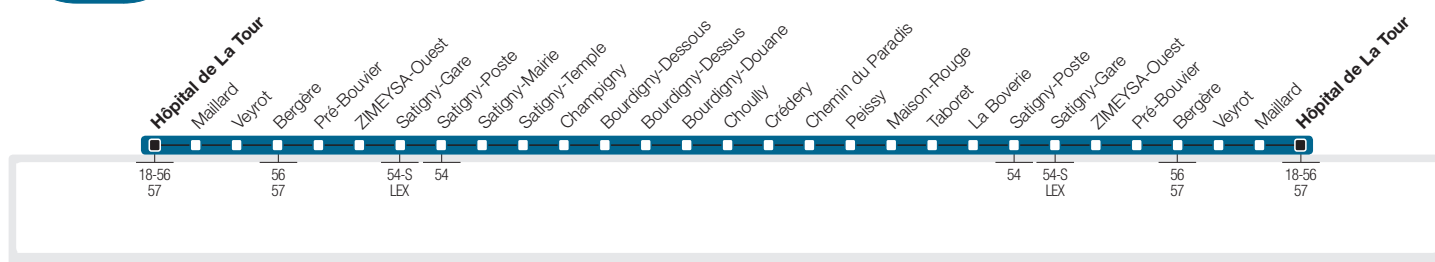 Hôpital de La Tour
Maillard
Veyrot
Bergère
Pré-Bouvier
ZIMEYSA-Ouest
Satigny-Gare
Satigny-Poste
Satigny-Mairie
Satigny-Temple
Champigny
Bourdigny-Dessous
Bourdigny-Dessus
Bourdigny-Douane
Choully
Crédery
Chemin du Paradis
Peissy
Maison-Rouge
Taboret
La Boverie
Satigny-Poste
Satigny-Gare
ZIMEYSA-Ouest
Pré-Bouvier
Bergère
Veyrot
Maillard
Hôpital de La Tour
18-56
57
56
57
54-S
LEX
54
54
54-S
LEX
56
57
18-56
57